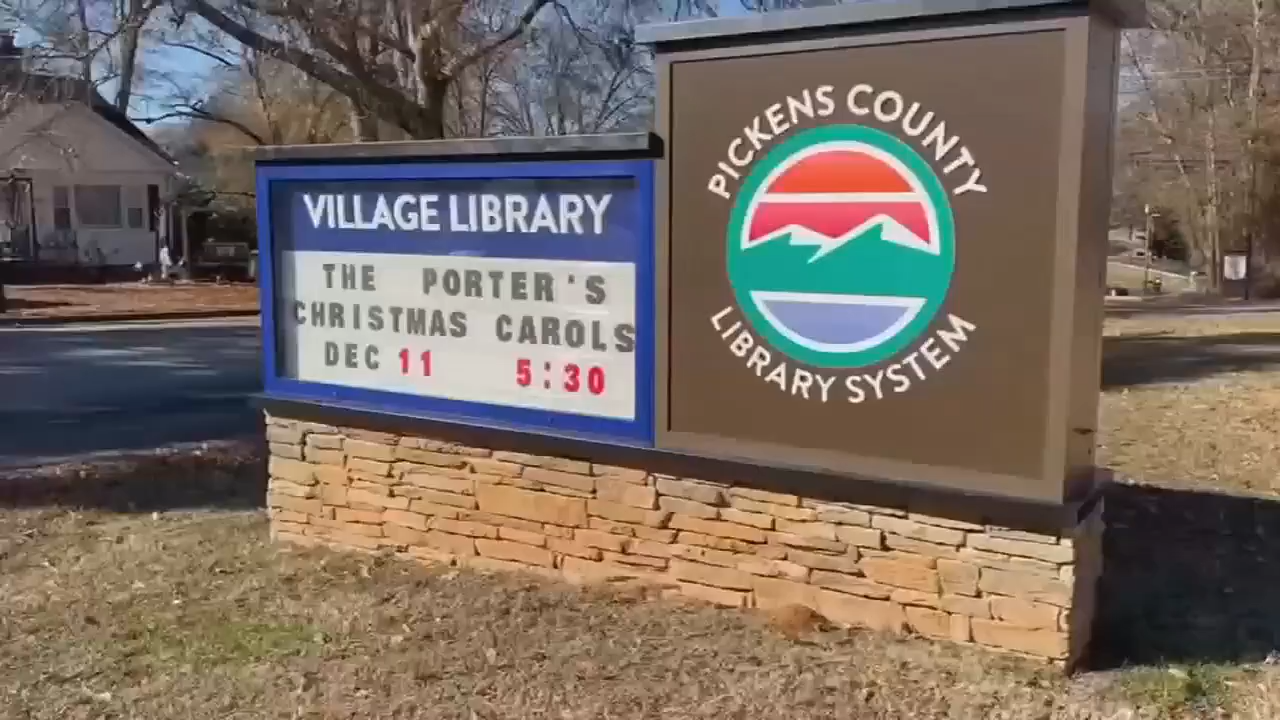 VILLAGE LIBRARY
THE PORTER'S
CHRISTMAS CAROLS
DEC 11 5:30
PICKENS COUNTY
LIBRARY SYSTEM